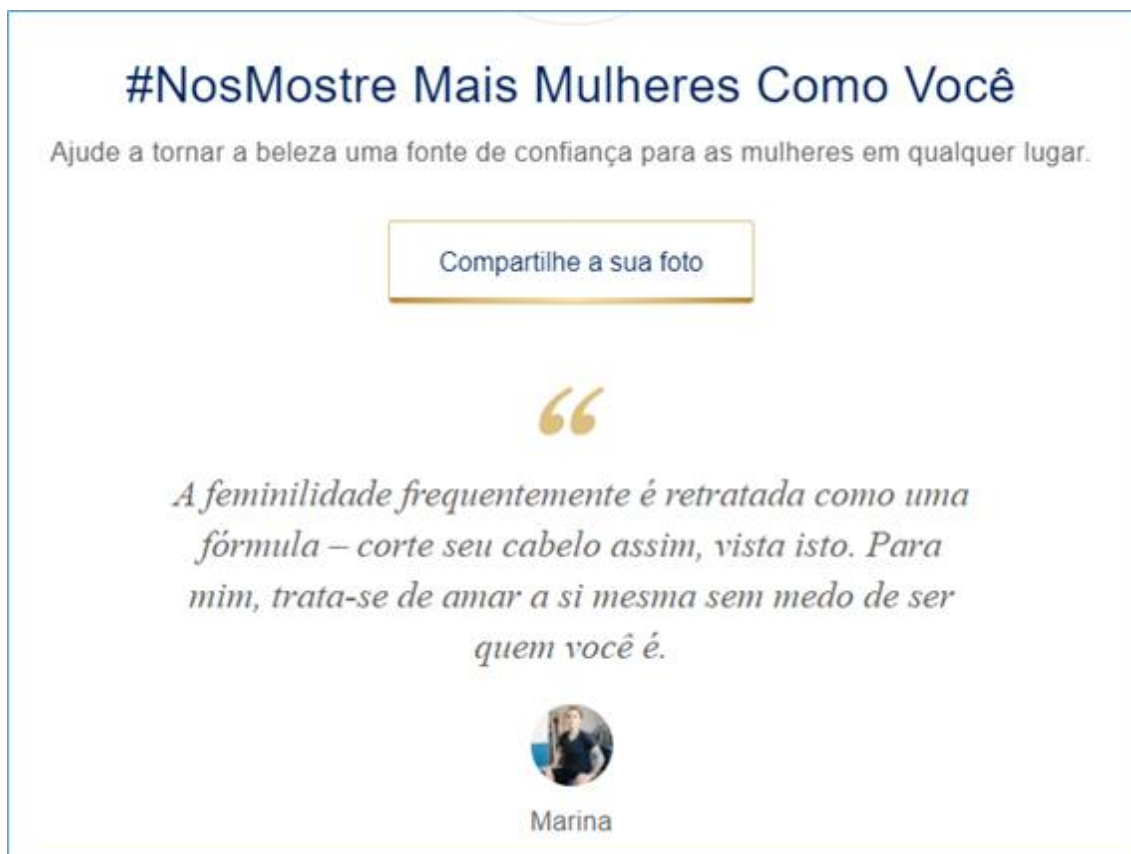 #NosMostre Mais Mulheres Como Você
Ajude a tornar a beleza uma fonte de confiança para as mulheres em qualquer lugar.
Compartilhe a sua foto
“
A feminilidade frequentemente é retratada como uma
fórmula – corte seu cabelo assim, vista isto. Para
mim, trata-se de amar a si mesma sem medo de ser
quem você é.
Marina